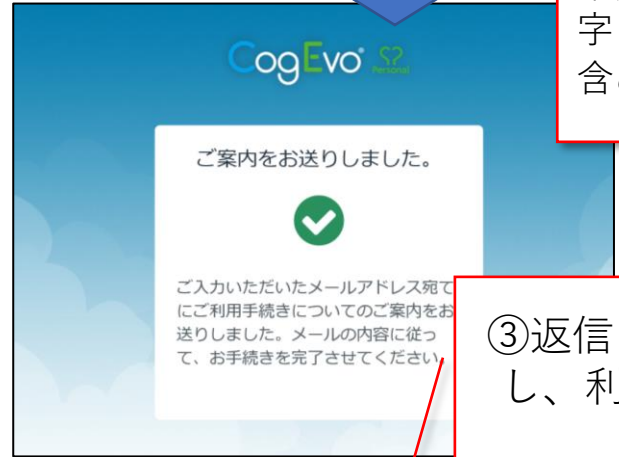 字
含
CogEvo
Personal
ご案内をお送りしました。
ご入力いただいたメールアドレス宛て
にご利用手続きについてのご案内をお
送りしました。メールの内容に従っ
て、お手続きを完了させてください。
③返信
し、利